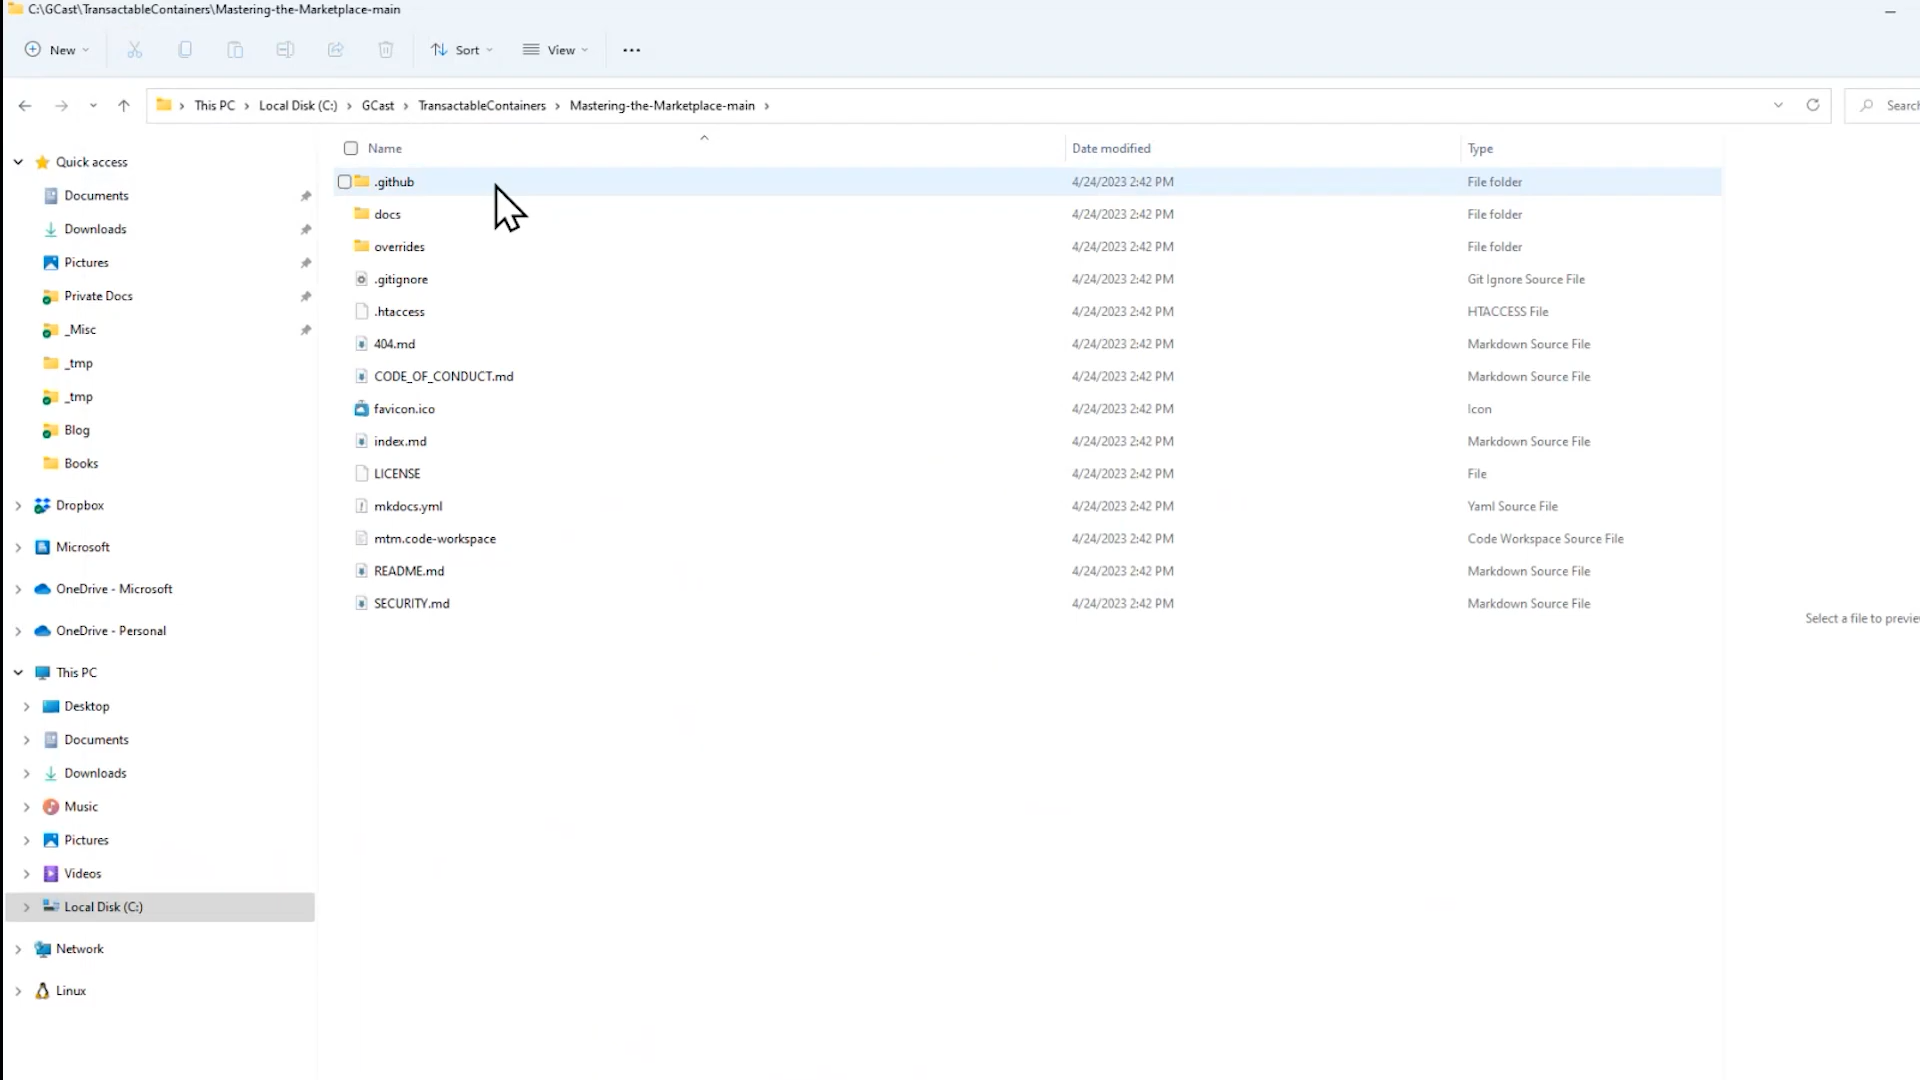 C:\GCast\TransactableContainers\Mastering-the-Marketplace-main
New Sort View
This PC Local Disk (C:) GCast TransactableContainers Mastering-the-Marketplace-main Search
Name Date modified Type
Quick access
Documents
Downloads
Pictures
Private Docs
_Misc
_tmp
_tmp
Blog
Books
Dropbox
Microsoft
OneDrive - Microsoft
OneDrive - Personal
This PC
Desktop
Documents
Downloads
Music
Pictures
Videos
Local Disk (C:)
Network
Linux
.github 4/24/2023 2:42 PM File folder
docs 4/24/2023 2:42 PM File folder
overrides 4/24/2023 2:42 PM File folder
.gitignore 4/24/2023 2:42 PM Git Ignore Source File
.htaccess 4/24/2023 2:42 PM HTACCESS File
404.md 4/24/2023 2:42 PM Markdown Source File
CODE_OF_CONDUCT.md 4/24/2023 2:42 PM Markdown Source File
favicon.ico 4/24/2023 2:42 PM Icon
index.md 4/24/2023 2:42 PM Markdown Source File
LICENSE 4/24/2023 2:42 PM File
mkdocs.yml 4/24/2023 2:42 PM Yaml Source File
mtm.code-workspace 4/24/2023 2:42 PM Code Workspace Source File
README.md 4/24/2023 2:42 PM Markdown Source File
SECURITY.md 4/24/2023 2:42 PM Markdown Source File
Select a file to previe